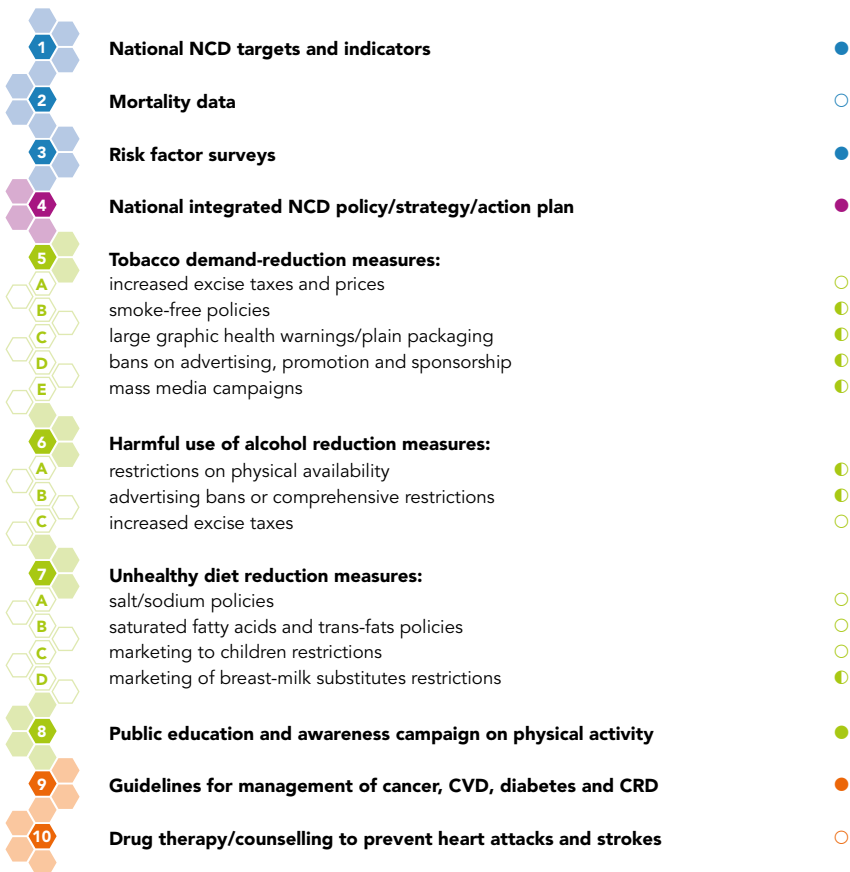 1 National NCD targets and indicators
2 Mortality data
3 Risk factor surveys
4 National integrated NCD policy/strategy/action plan
5 Tobacco demand-reduction measures:
A increased excise taxes and prices
B smoke-free policies
C large graphic health warnings/plain packaging
D bans on advertising, promotion and sponsorship
E mass media campaigns
6 Harmful use of alcohol reduction measures:
A restrictions on physical availability
B advertising bans or comprehensive restrictions
C increased excise taxes
7 Unhealthy diet reduction measures:
A salt/sodium policies
B saturated fatty acids and trans-fats policies
C marketing to children restrictions
D marketing of breast-milk substitutes restrictions
8 Public education and awareness campaign on physical activity
9 Guidelines for management of cancer, CVD, diabetes and CRD
10 Drug therapy/counselling to prevent heart attacks and strokes